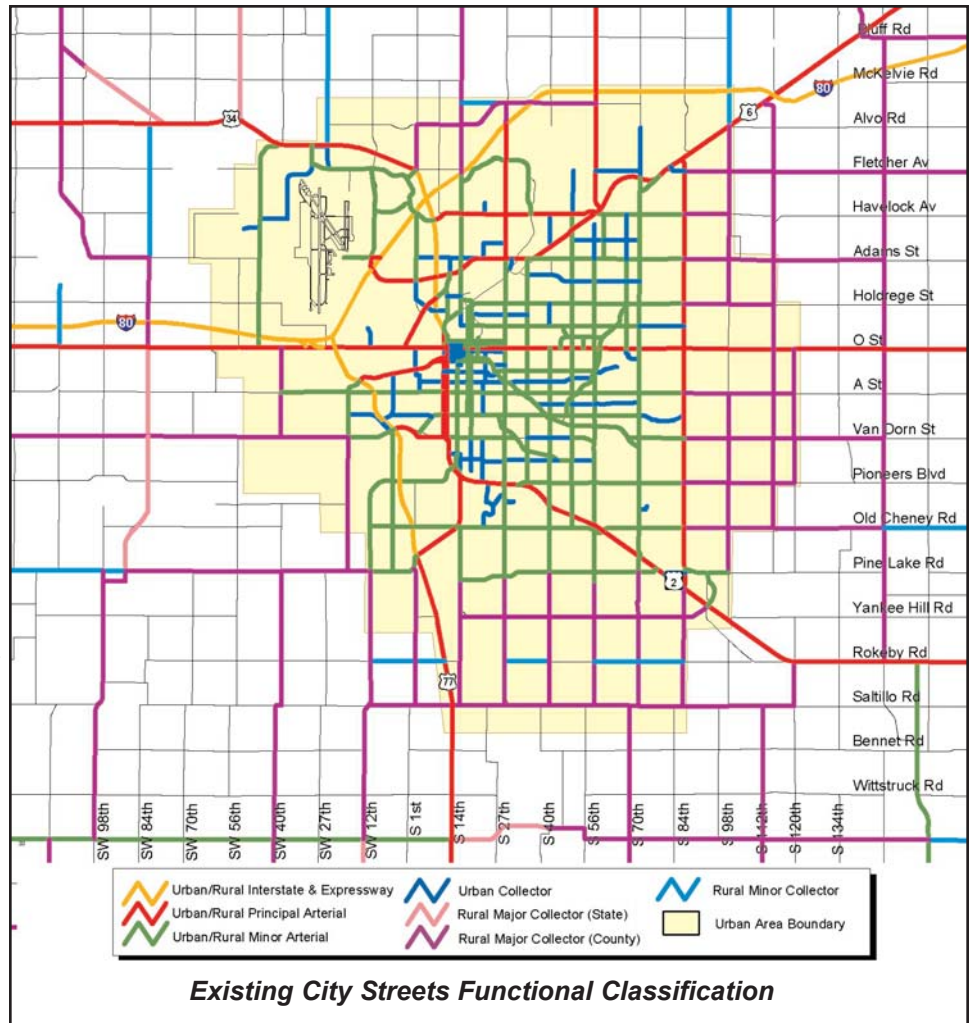 Bluff Rd
McKelvie Rd
80
6
34
Alvo Rd
Fletcher Av
Havelock Av
Adams St
Holdrege St
80
O St
A St
Van Dorn St
Pioneers Blvd
Old Cheney Rd
Pine Lake Rd
2
Yankee Hill Rd
Rokeby Rd
77
Saltillo Rd
Bennet Rd
Wittstruck Rd
SW 98th
SW 84th
SW 70th
SW 56th
SW 40th
SW 27th
SW 12th
S 1st
S 14th
S 27th
S 40th
S 56th
S 70th
S 84th
S 98th
S 112th
S 120th
S 134th
Urban/Rural Interstate & Expressway
Urban/Rural Principal Arterial
Urban/Rural Minor Arterial
Urban Collector
Rural Major Collector (State)
Rural Major Collector (County)
Rural Minor Collector
Urban Area Boundary
Existing City Streets Functional Classification